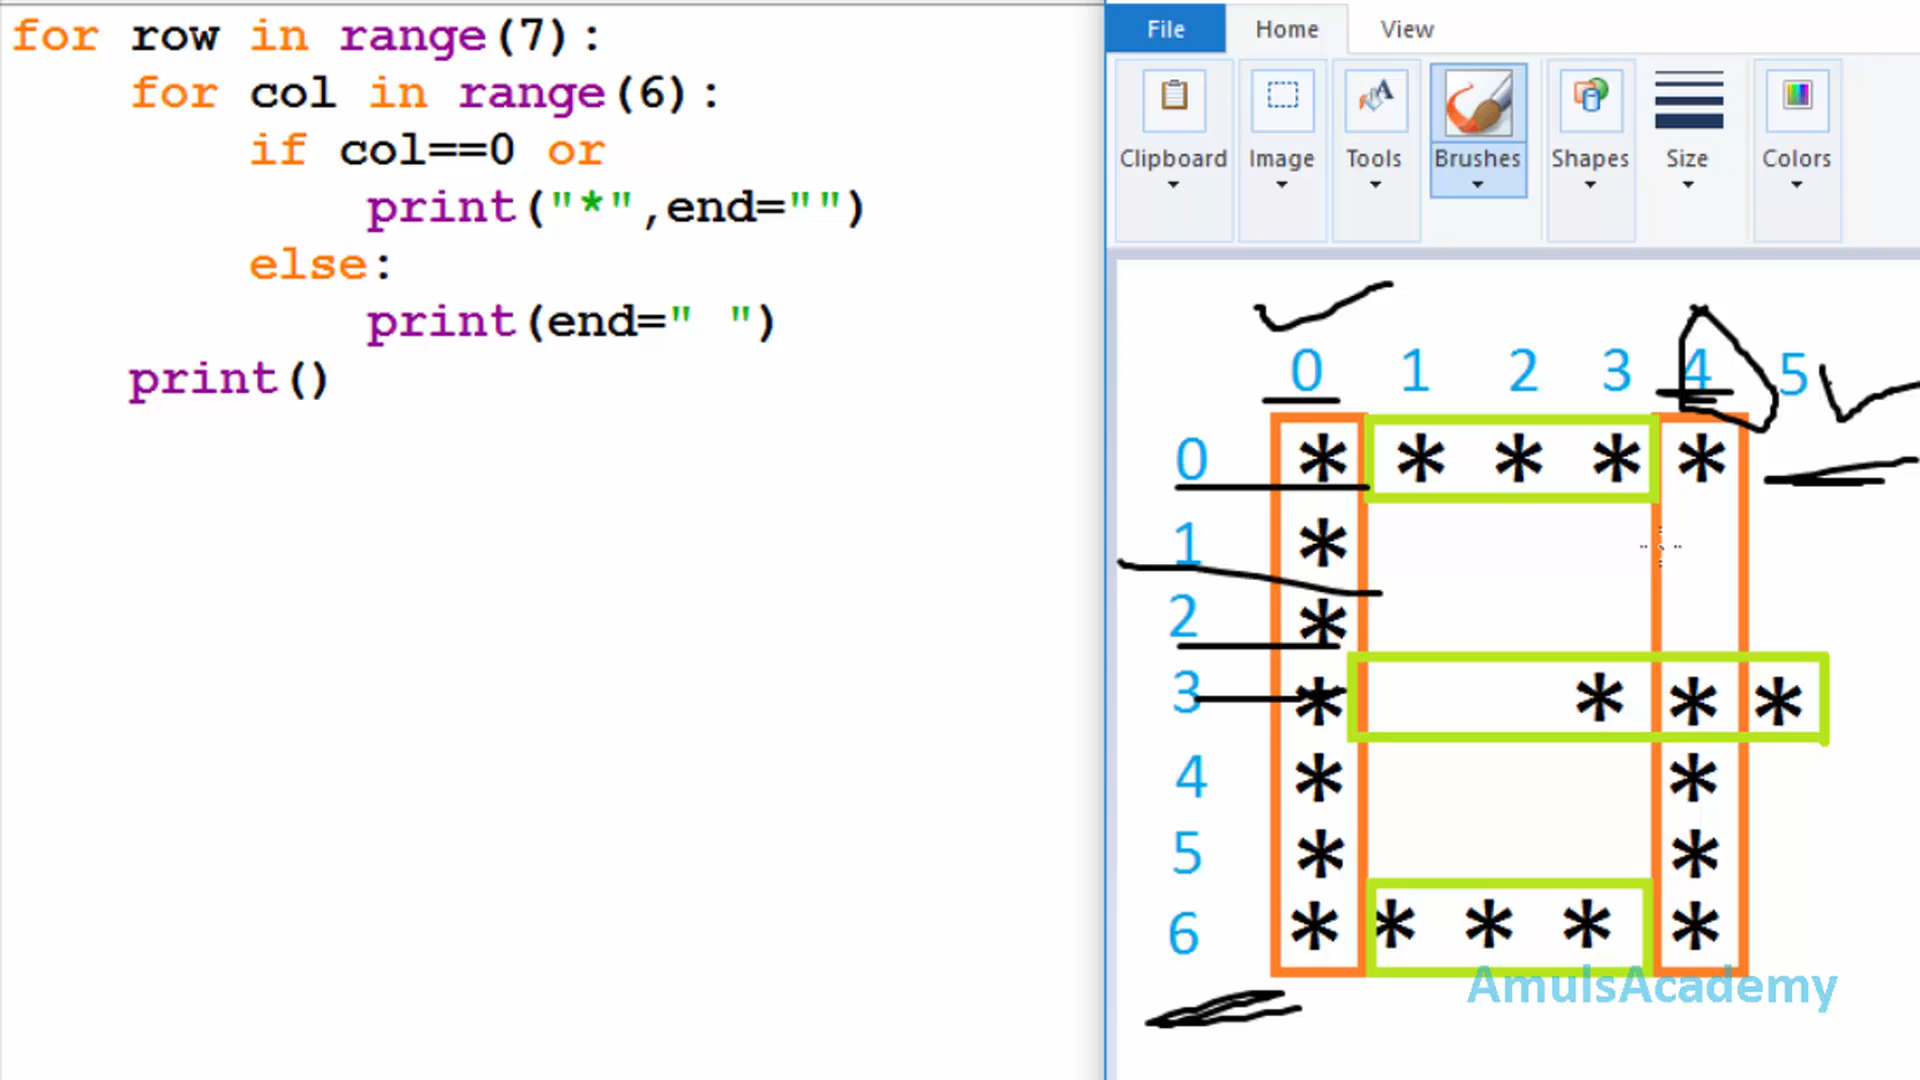 for row in range(7):
for col in range(6):
if col==0 or
print("*",end="")
else:
print(end=" ")
print()
File Home View
Clipboard Image Tools Brushes Shapes Size Colors
0 1 2 3 4 5
0 * * * * *
1 *
2 *
3 * * * *
4 * *
5 * *
6 * * * * *
AmulsAcademy